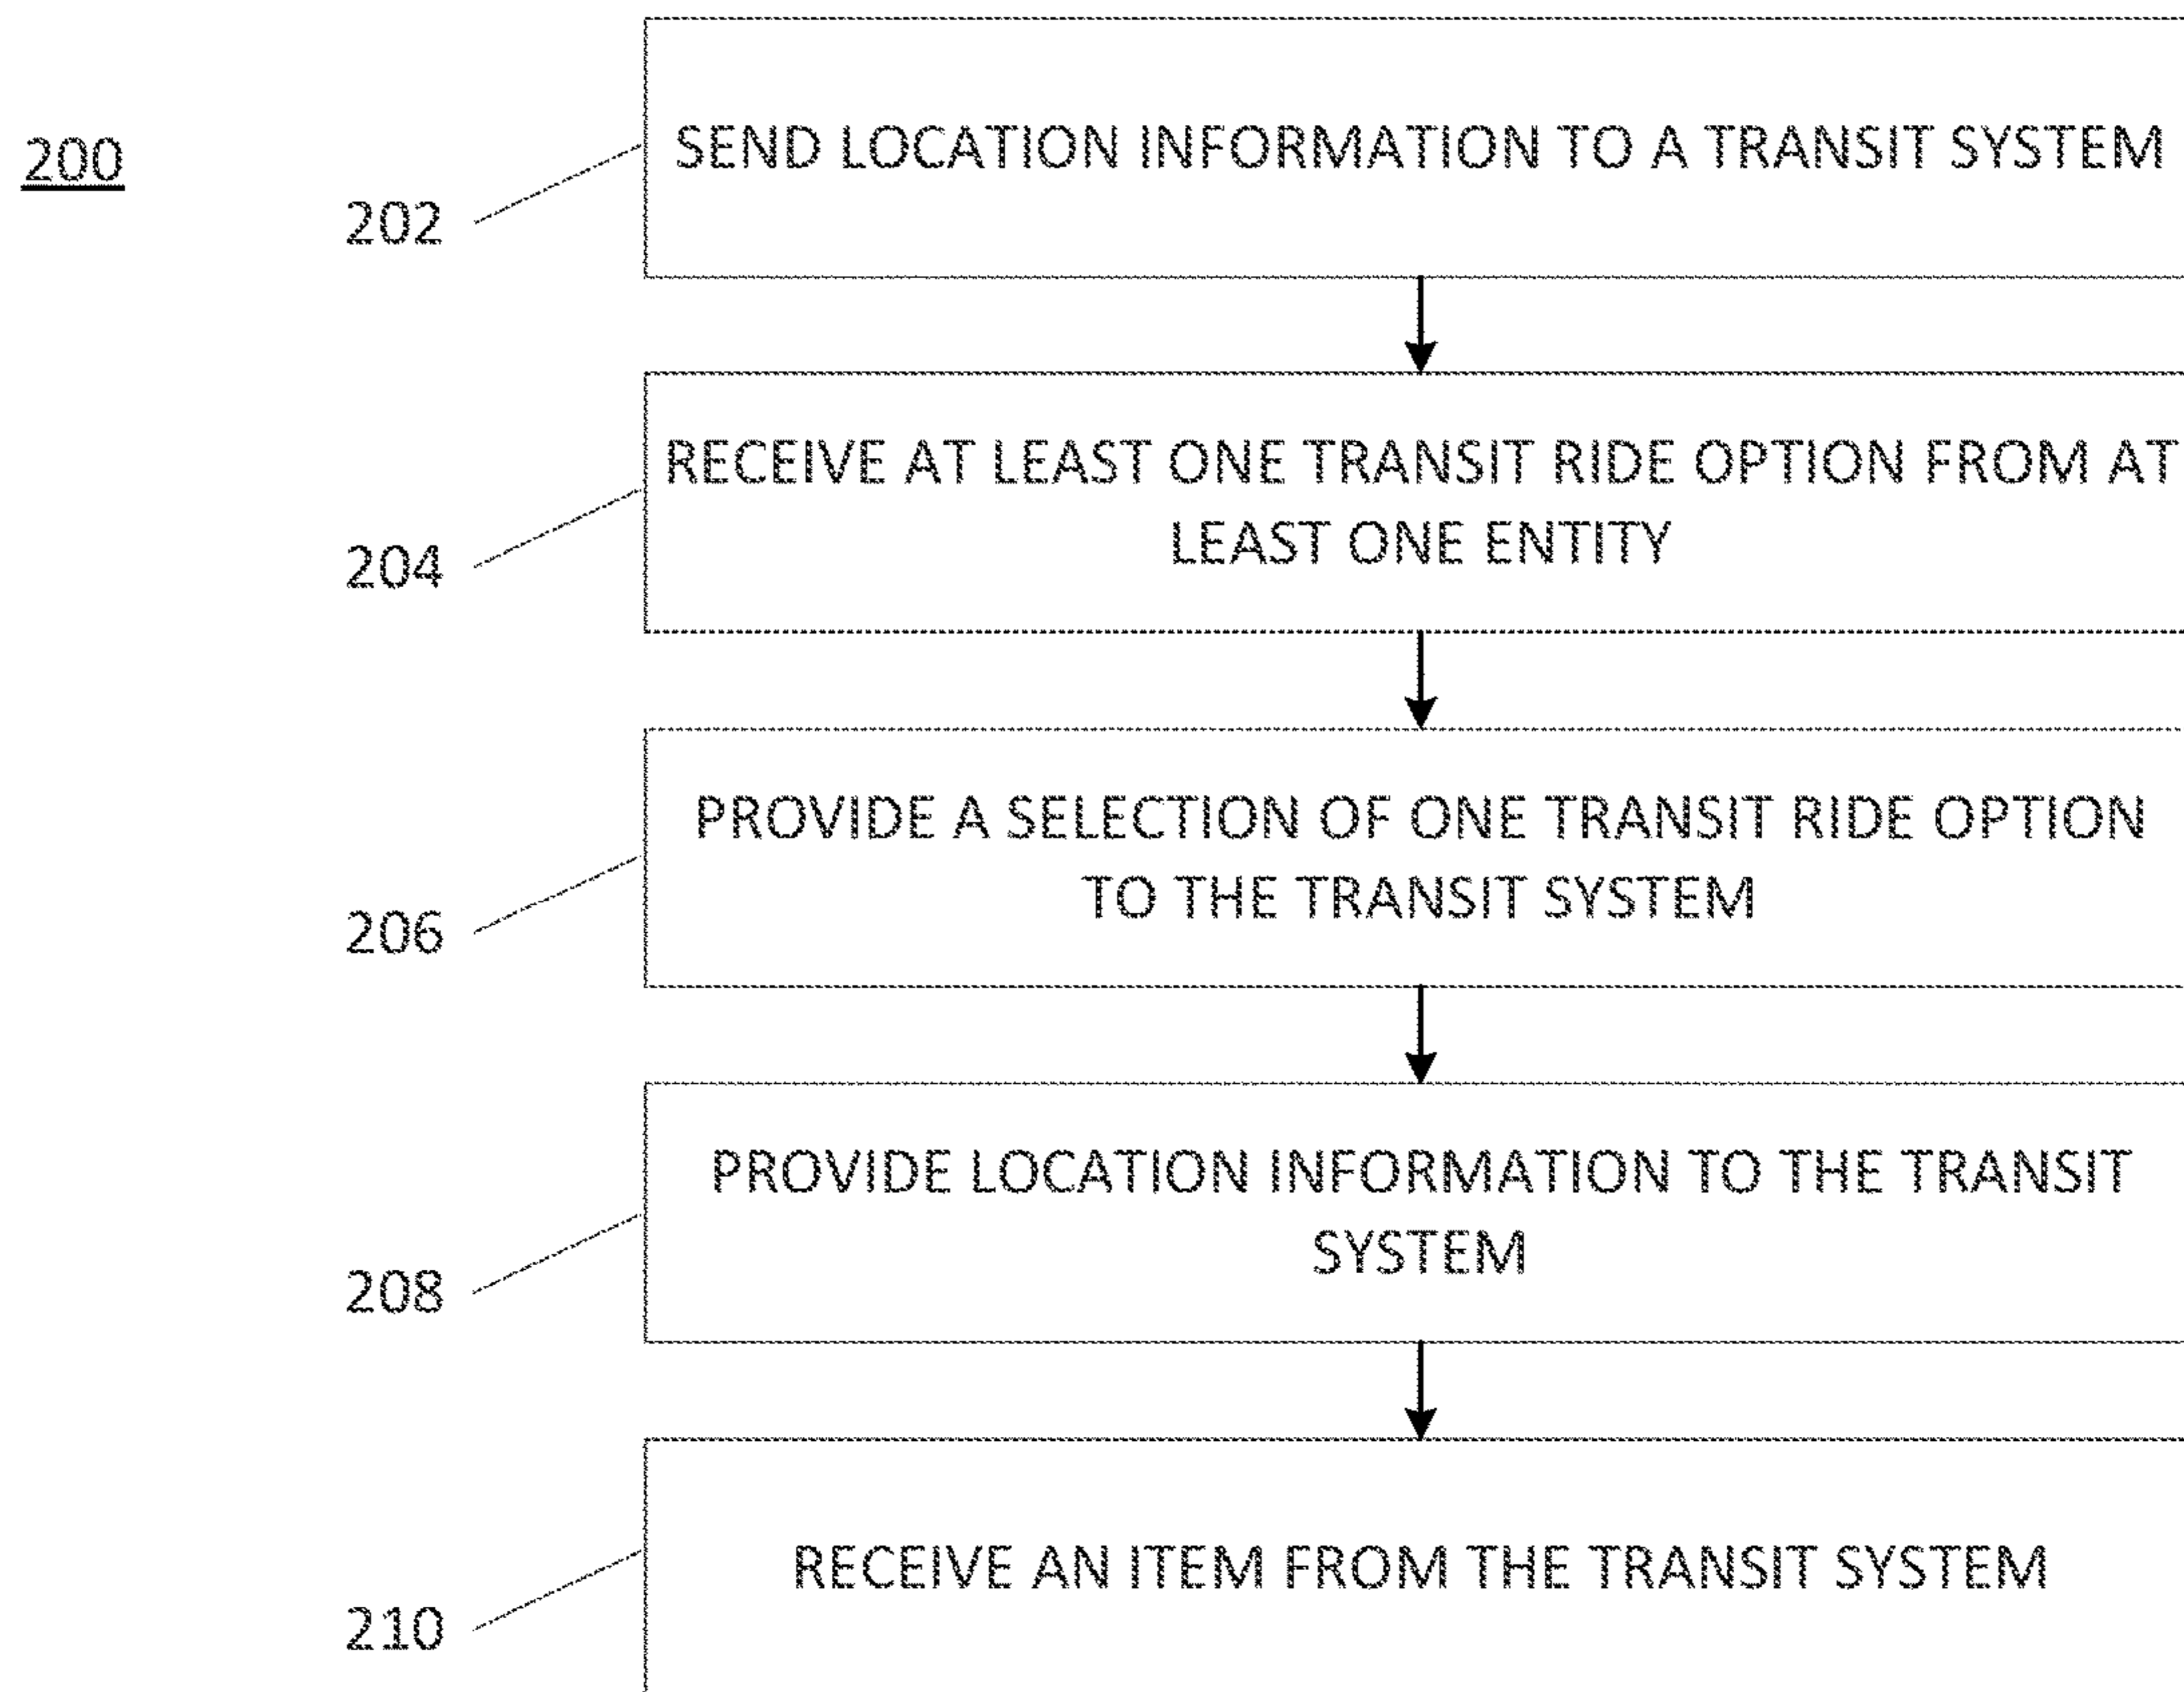 200
202
SEND LOCATION INFORMATION TO A TRANSIT SYSTEM
204
RECEIVE AT LEAST ONE TRANSIT RIDE OPTION FROM AT
LEAST ONE ENTITY
206
PROVIDE A SELECTION OF ONE TRANSIT RIDE OPTION
TO THE TRANSIT SYSTEM
208
PROVIDE LOCATION INFORMATION TO THE TRANSIT
SYSTEM
210
RECEIVE AN ITEM FROM THE TRANSIT SYSTEM